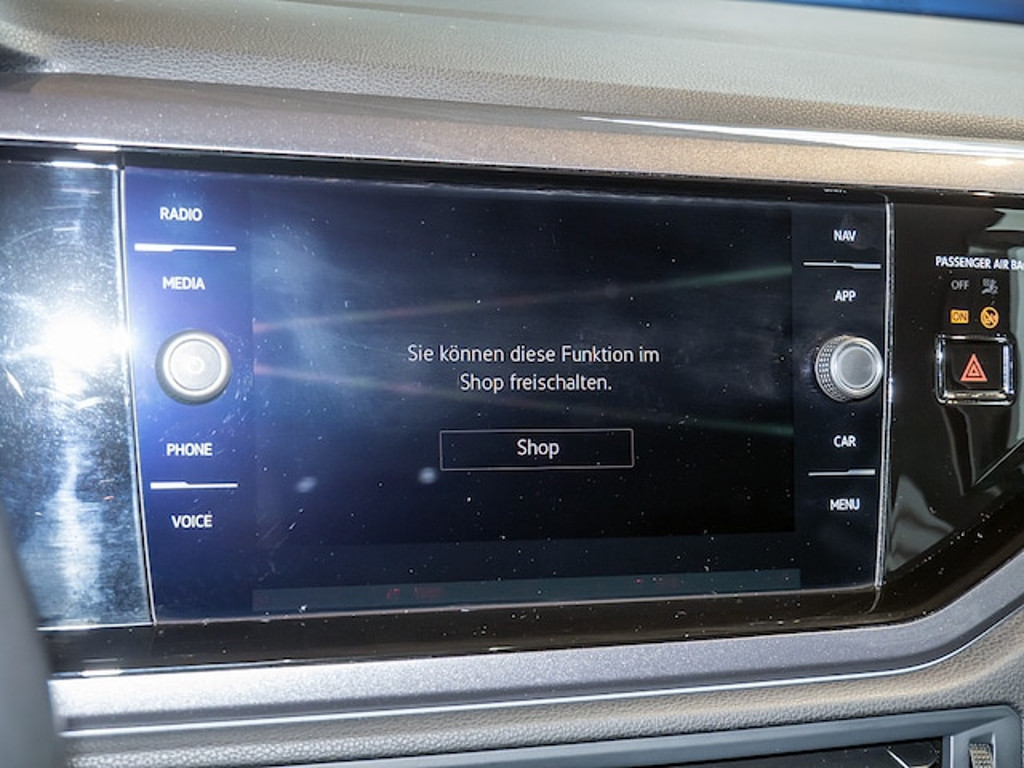 RADIO
MEDIA
PHONE
VOICE
Sie können diese Funktion im
Shop freischalten.
Shop
NAV
APP
CAR
MENU
PASSENGER AIR
OFF
ON